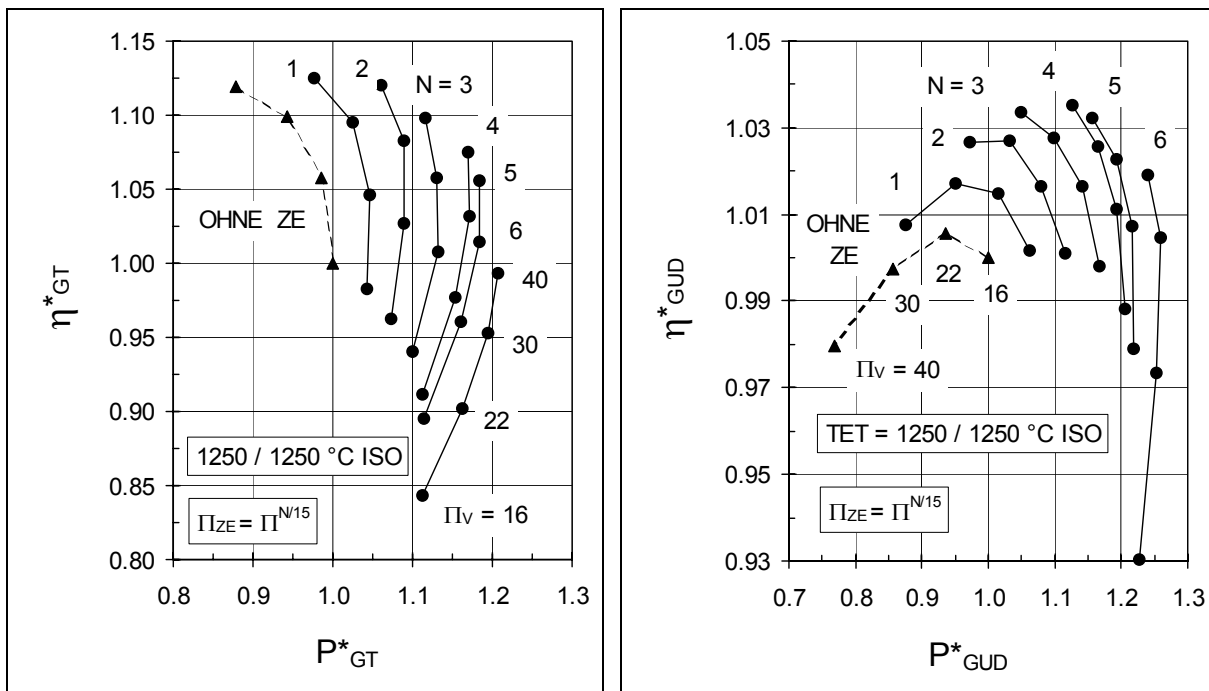 1.15
1.10
1.05
1.00
0.95
0.90
0.85
0.80
η*GT
1
2
N = 3
4
5
6
40
30
22
ΠV = 16
OHNE ZE
1250 / 1250 °C ISO
ΠZE = Π^N/15
0.8 0.9 1.0 1.1 1.2 1.3
P*GT
1.05
1.03
1.01
0.99
0.97
0.95
0.93
η*GUD
4
N = 3
5
2
6
1
OHNE
ZE
22
16
30
ΠV = 40
TET = 1250 / 1250 °C ISO
ΠZE = Π^N/15
0.7 0.8 0.9 1.0 1.1 1.2 1.3
P*GUD